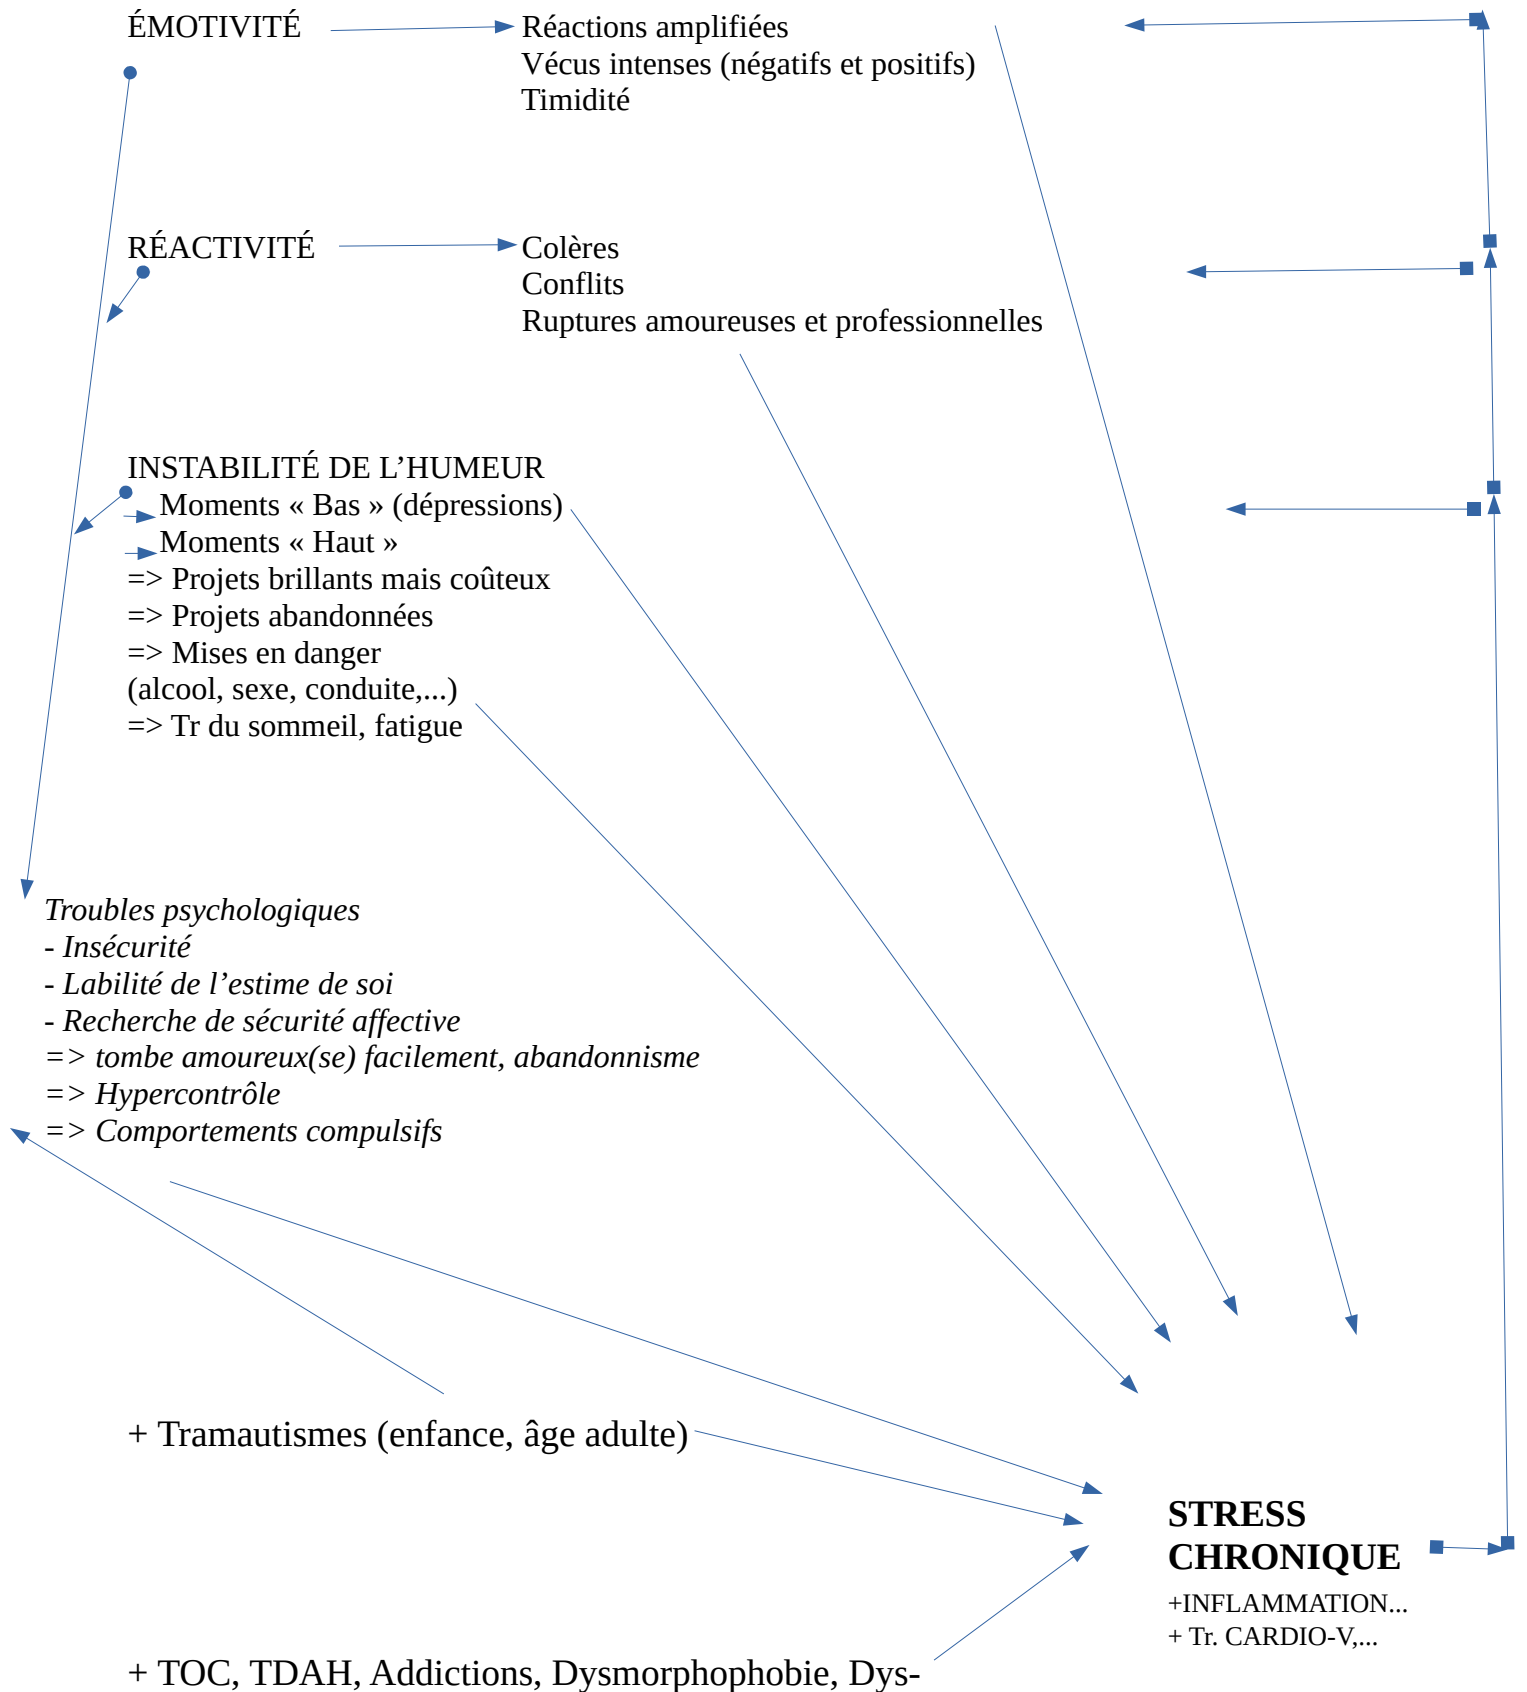 ÉMOTIVITÉ
Réactions amplifiées
Vécus intenses (négatifs et positifs)
Timidité
RÉACTIVITÉ
Colères
Conflits
Ruptures amoureuses et professionnelles
INSTABILITÉ DE L’HUMEUR
Moments « Bas » (dépressions)
Moments « Haut »
=> Projets brillants mais coûteux
=> Projets abandonnées
=> Mises en danger
(alcool, sexe, conduite,...)
=> Tr du sommeil, fatigue
Troubles psychologiques
- Insécurité
- Labilité de l’estime de soi
- Recherche de sécurité affective
=> tombe amoureux(se) facilement, abandonnisme
=> Hypercontrôle
=> Comportements compulsifs
+ Tramautismes (enfance, âge adulte)
STRESS
CHRONIQUE
+INFLAMMATION...
+ Tr. CARDIO-V,...
+ TOC, TDAH, Addictions, Dysmorphophobie, Dys-